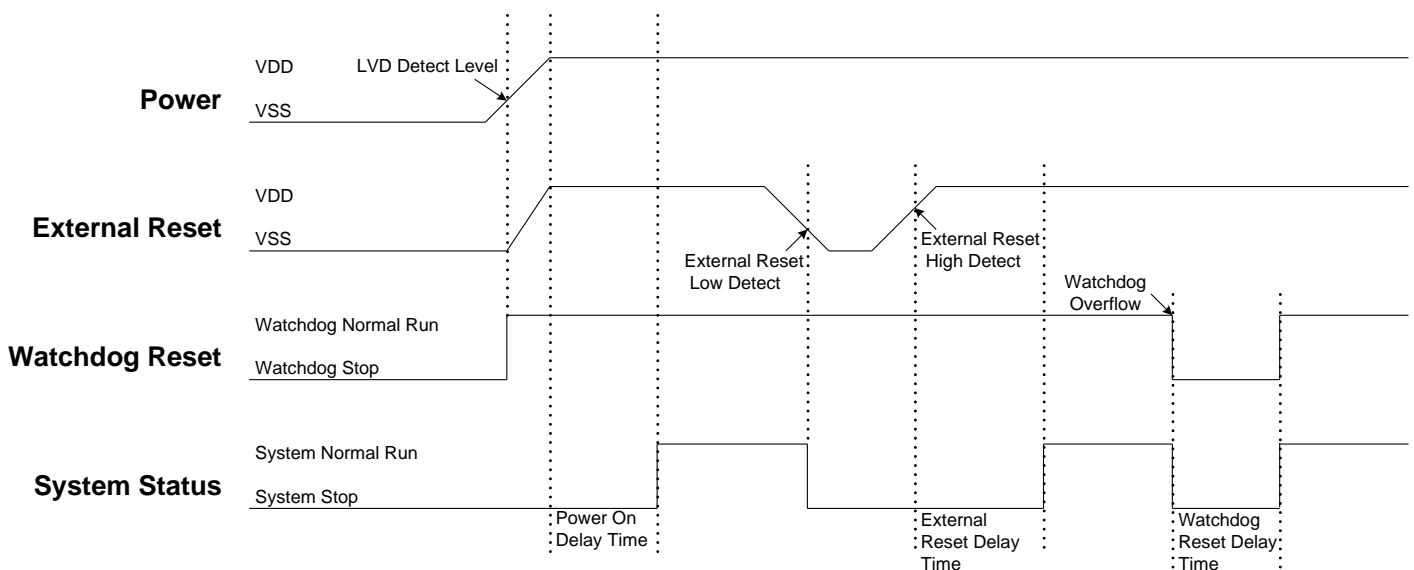 VDD
LVD Detect Level
Power
VSS
VDD
External Reset
VSS
External Reset
Low Detect
External Reset
High Detect
Watchdog
Overflow
Watchdog Normal Run
Watchdog Reset
Watchdog Stop
System Normal Run
System Status
System Stop
Power On
Delay Time
External
Reset Delay
Time
Watchdog
Reset Delay
Time